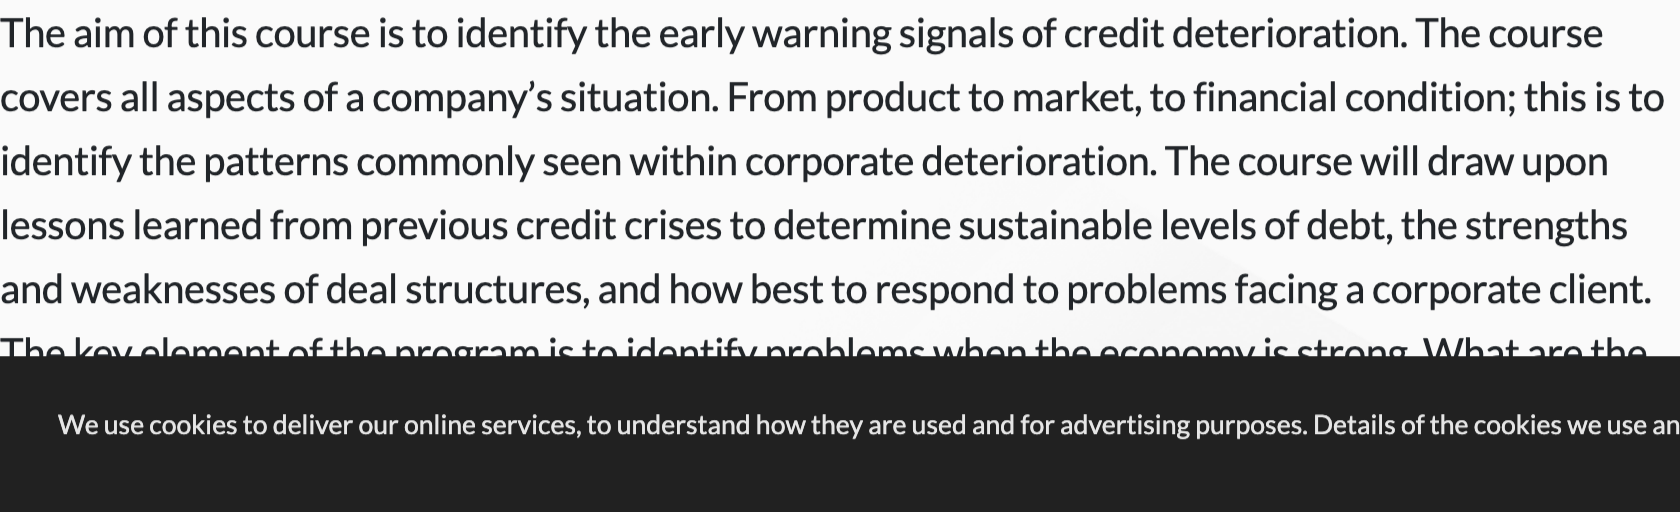 The aim of this course is to identify the early warning signals of credit deterioration. The course
covers all aspects of a company’s situation. From product to market, to financial condition; this is to
identify the patterns commonly seen within corporate deterioration. The course will draw upon
lessons learned from previous credit crises to determine sustainable levels of debt, the strengths
and weaknesses of deal structures, and how best to respond to problems facing a corporate client.
The key element of the program is to identify problems when the economy is strong. What are the
We use cookies to deliver our online services, to understand how they are used and for advertising purposes. Details of the cookies we use an